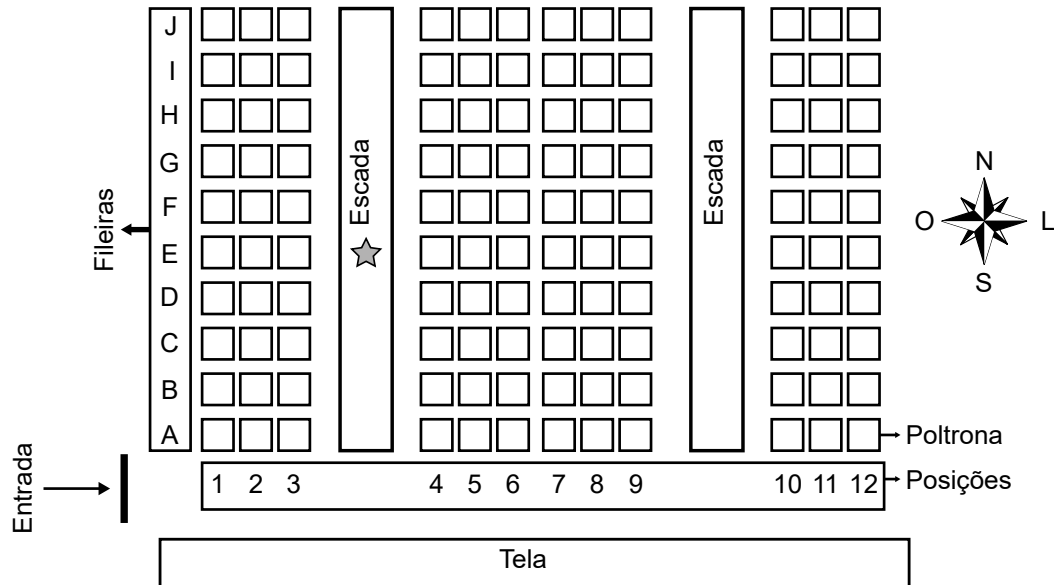 J
I
H
G
F
E
D
C
B
A
Fileiras
Escada
Escada
N
O L
S
Poltrona
Entrada
1 2 3 4 5 6 7 8 9 10 11 12
Posições
Tela